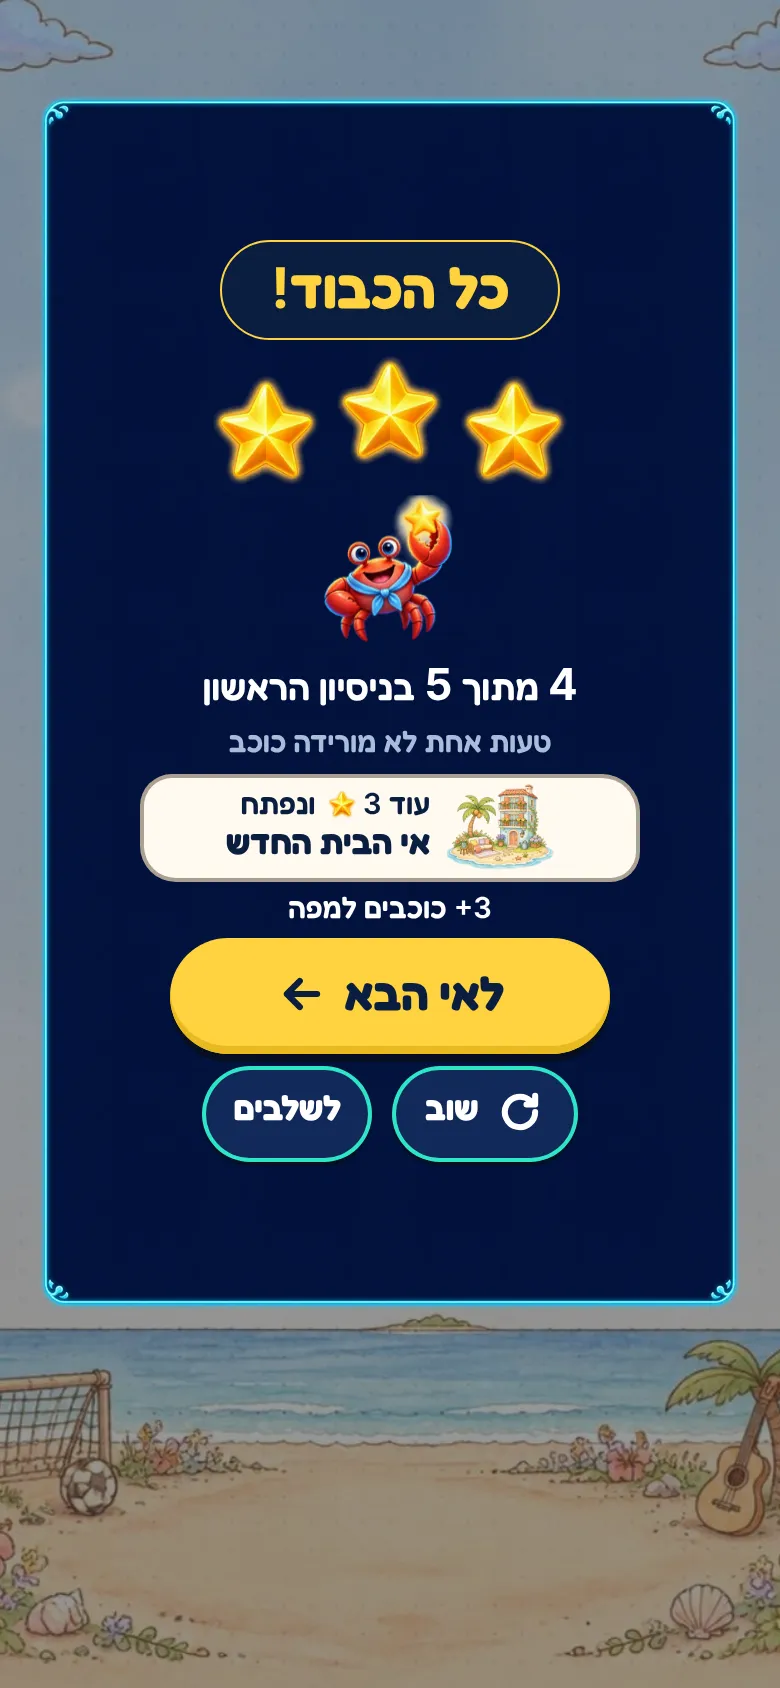 כל הכבוד!
4 מתוך 5 בניסיון הראשון
טעות אחת לא מורידה כוכב
עוד 3 ⭐ ונפתח
אי הבית החדש
+3 כוכבים למפה
לאי הבא ←
שוב
לשלבים